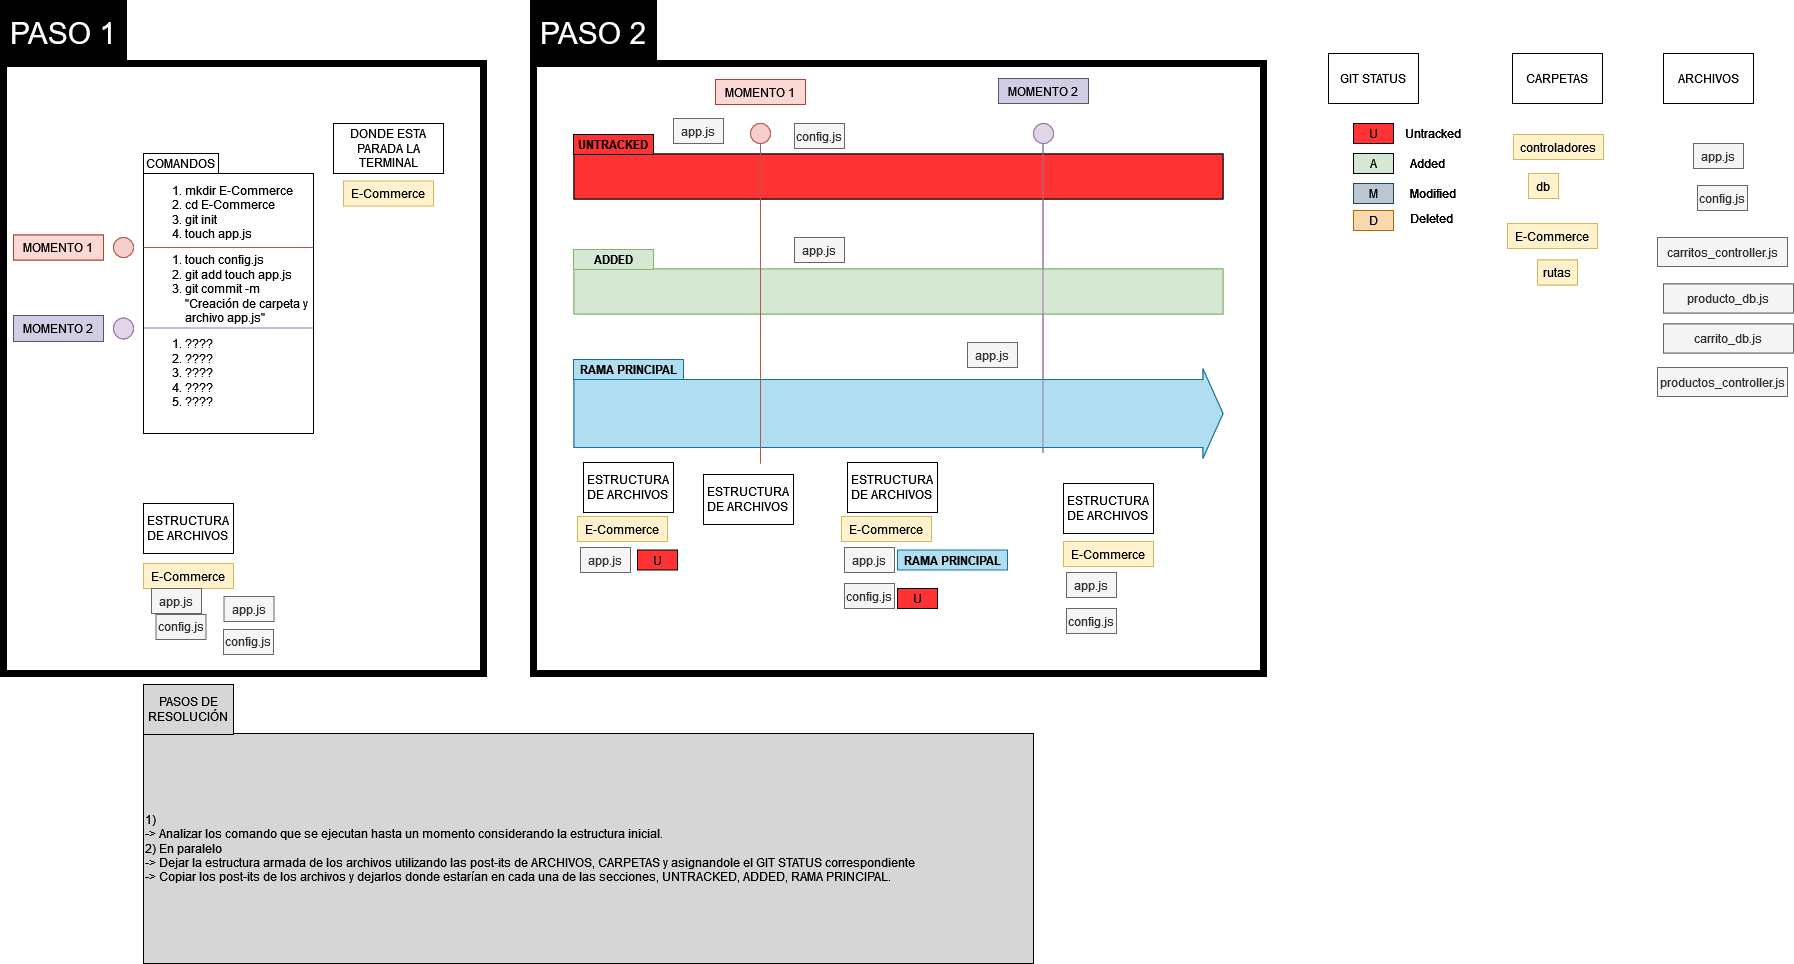 PASO 1
MOMENTO 1
MOMENTO 2
COMANDOS
1. mkdir E-Commerce
2. cd E-Commerce
3. git init
4. touch app.js
1. touch config.js
2. git add touch app.js
3. git commit -m
"Creación de carpeta y
archivo app.js"
1. ????
2. ????
3. ????
4. ????
5. ????
DONDE ESTA
PARADA LA
TERMINAL
E-Commerce
ESTRUCTURA
DE ARCHIVOS
E-Commerce
app.js
config.js
app.js
config.js
PASO 2
MOMENTO 1
MOMENTO 2
app.js
config.js
UNTRACKED
app.js
ADDED
app.js
RAMA PRINCIPAL
ESTRUCTURA
DE ARCHIVOS
E-Commerce
app.js
U
ESTRUCTURA
DE ARCHIVOS
ESTRUCTURA
DE ARCHIVOS
E-Commerce
app.js
RAMA PRINCIPAL
config.js
U
ESTRUCTURA
DE ARCHIVOS
E-Commerce
app.js
config.js
GIT STATUS
U Untracked
A Added
M Modified
D Deleted
CARPETAS
controladores
db
E-Commerce
rutas
ARCHIVOS
app.js
config.js
carritos_controller.js
producto_db.js
carrito_db.js
productos_controller.js
PASOS DE
RESOLUCIÓN
1)
-> Analizar los comando que se ejecutan hasta un momento considerando la estructura inicial.
2) En paralelo
-> Dejar la estructura armada de los archivos utilizando las post-its de ARCHIVOS, CARPETAS y asignandole el GIT STATUS correspondiente
-> Copiar los post-its de los archivos y dejarlos donde estarían en cada una de las secciones, UNTRACKED, ADDED, RAMA PRINCIPAL.